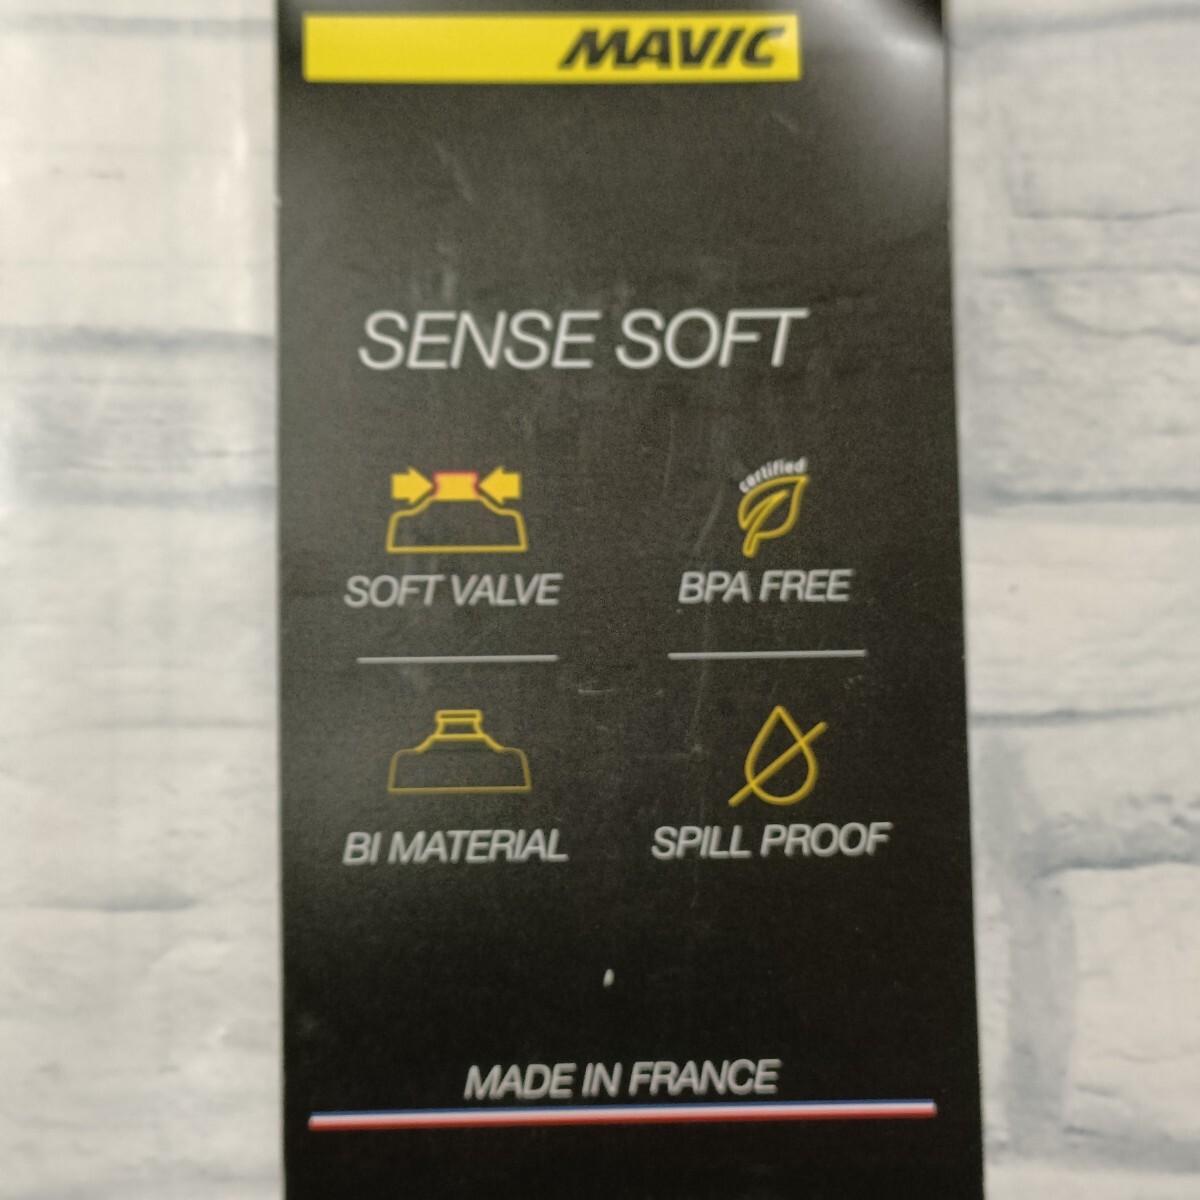 MAVIC
SENSE SOFT
certified
SOFT VALVE
BPA FREE
BI MATERIAL
SPILL PROOF
MADE IN FRANCE